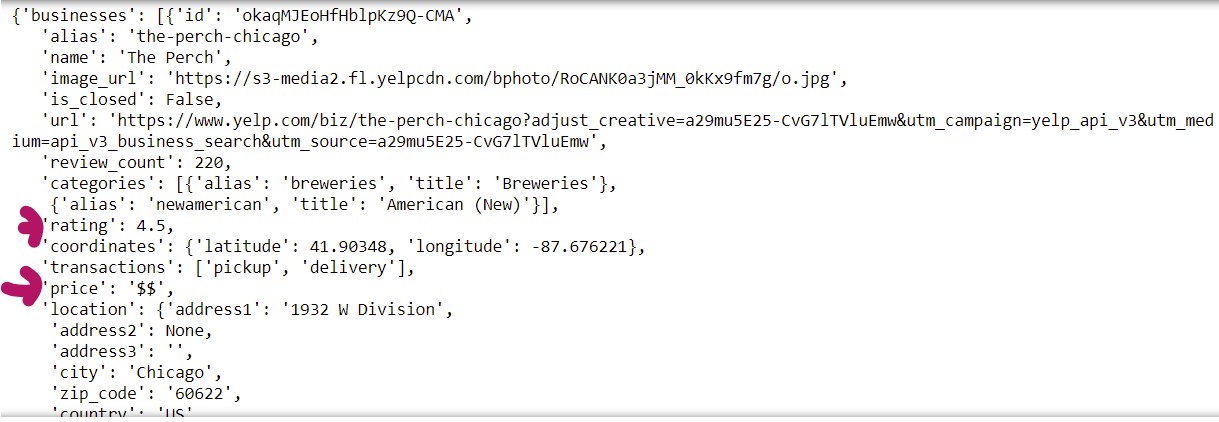 {'businesses': [{'id': 'okaqMJEoHfHblpKz9Q-CMA',
'alias': 'the-perch-chicago',
'name': 'The Perch',
'image_url': 'https://s3-media2.fl.yelpcdn.com/bphoto/RoCANK0a3jMM_0kKx9fm7g/o.jpg',
'is_closed': False,
'url': 'https://www.yelp.com/biz/the-perch-chicago?adjust_creative=a29mu5E25-CvG7lTVluEmw&utm_campaign=yelp_api_v3&utm_med
ium=api_v3_business_search&utm_source=a29mu5E25-CvG7lTVluEmw',
'review_count': 220,
'categories': [{'alias': 'breweries', 'title': 'Breweries'},
{'alias': 'newamerican', 'title': 'American (New)'}],
'rating': 4.5,
'coordinates': {'latitude': 41.90348, 'longitude': -87.676221},
'transactions': ['pickup', 'delivery'],
'price': '$$',
'location': {'address1': '1932 W Division',
'address2': None,
'address3': '',
'city': 'Chicago',
'zip_code': '60622',
'country': 'US'